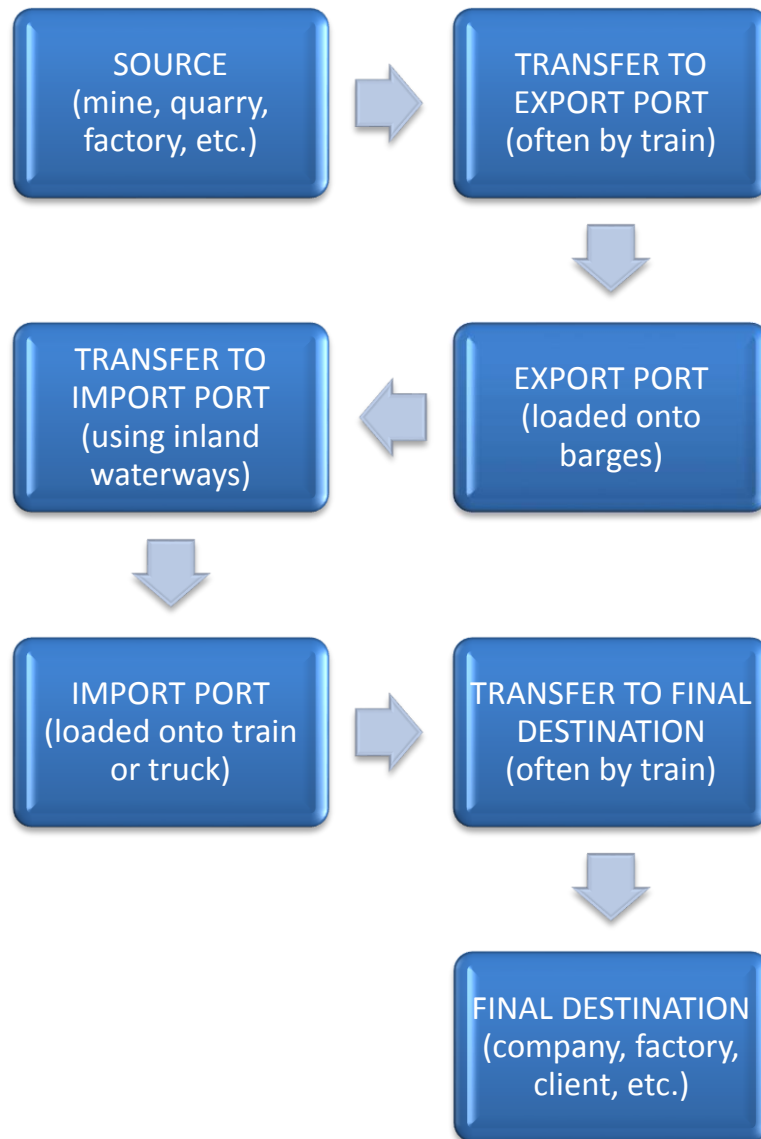 SOURCE
(mine, quarry,
factory, etc.)
TRANSFER TO
EXPORT PORT
(often by train)
EXPORT PORT
(loaded onto
barges)
TRANSFER TO
IMPORT PORT
(using inland
waterways)
IMPORT PORT
(loaded onto train
or truck)
TRANSFER TO FINAL
DESTINATION
(often by train)
FINAL DESTINATION
(company, factory,
client, etc.)